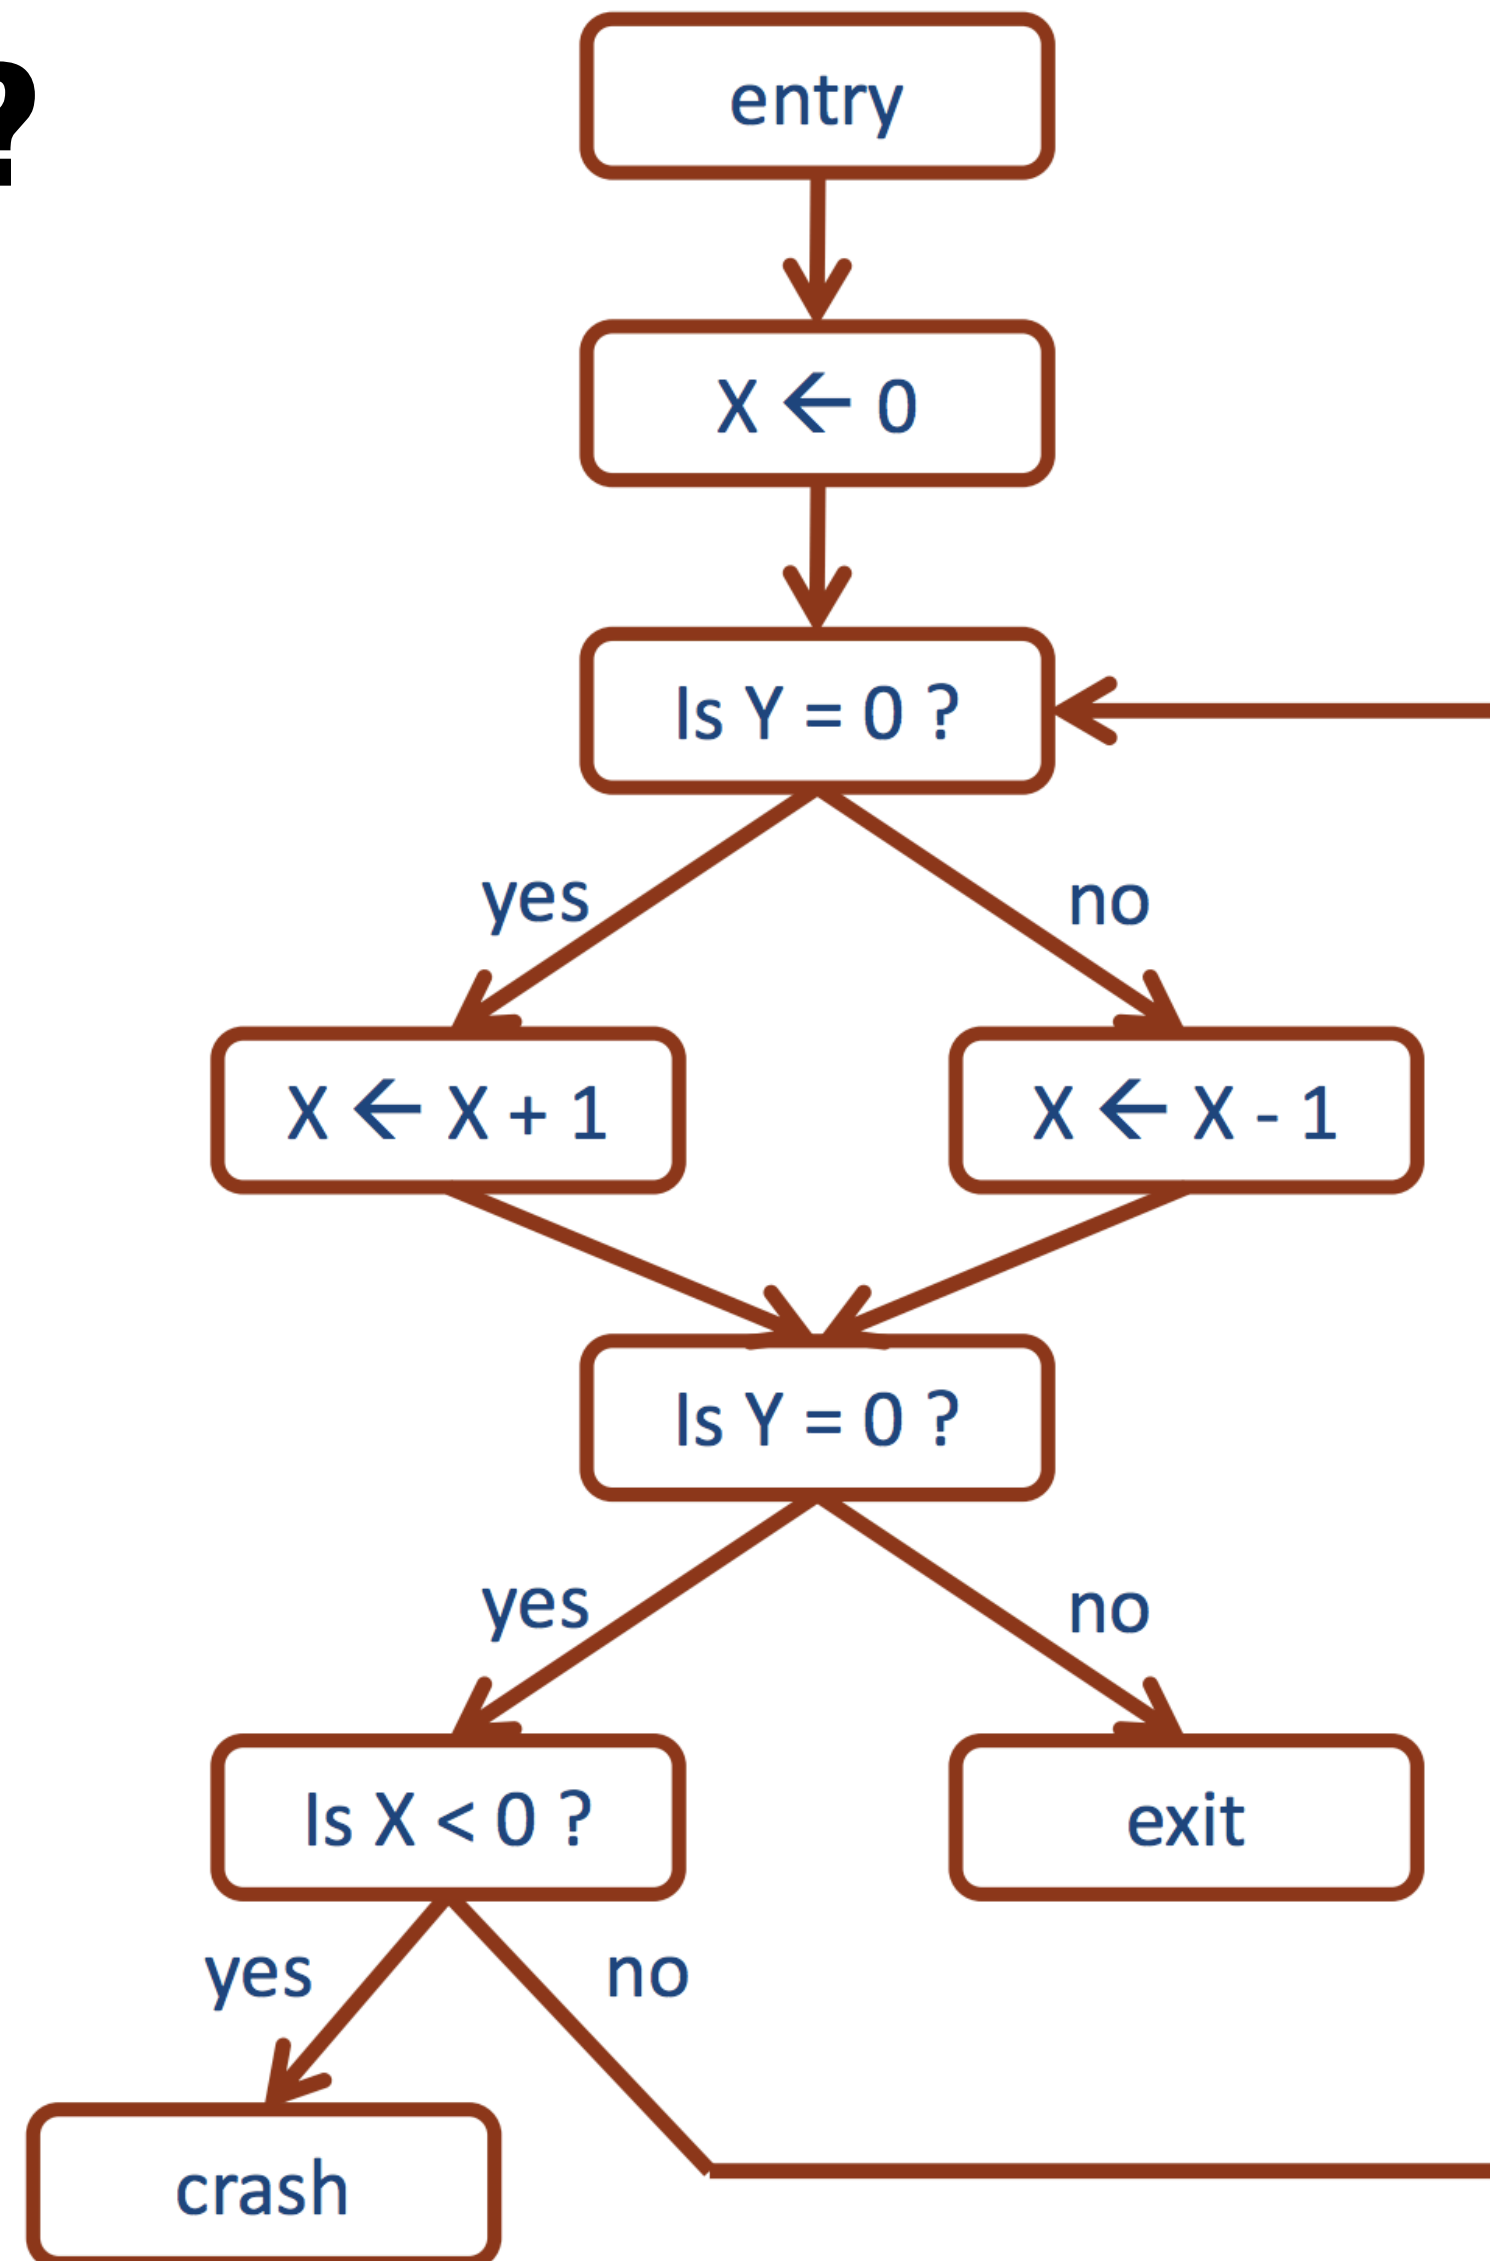 ?
entry
X ← 0
Is Y = 0 ?
yes
no
X ← X + 1
X ← X - 1
Is Y = 0 ?
yes
no
Is X < 0 ?
exit
yes
no
crash